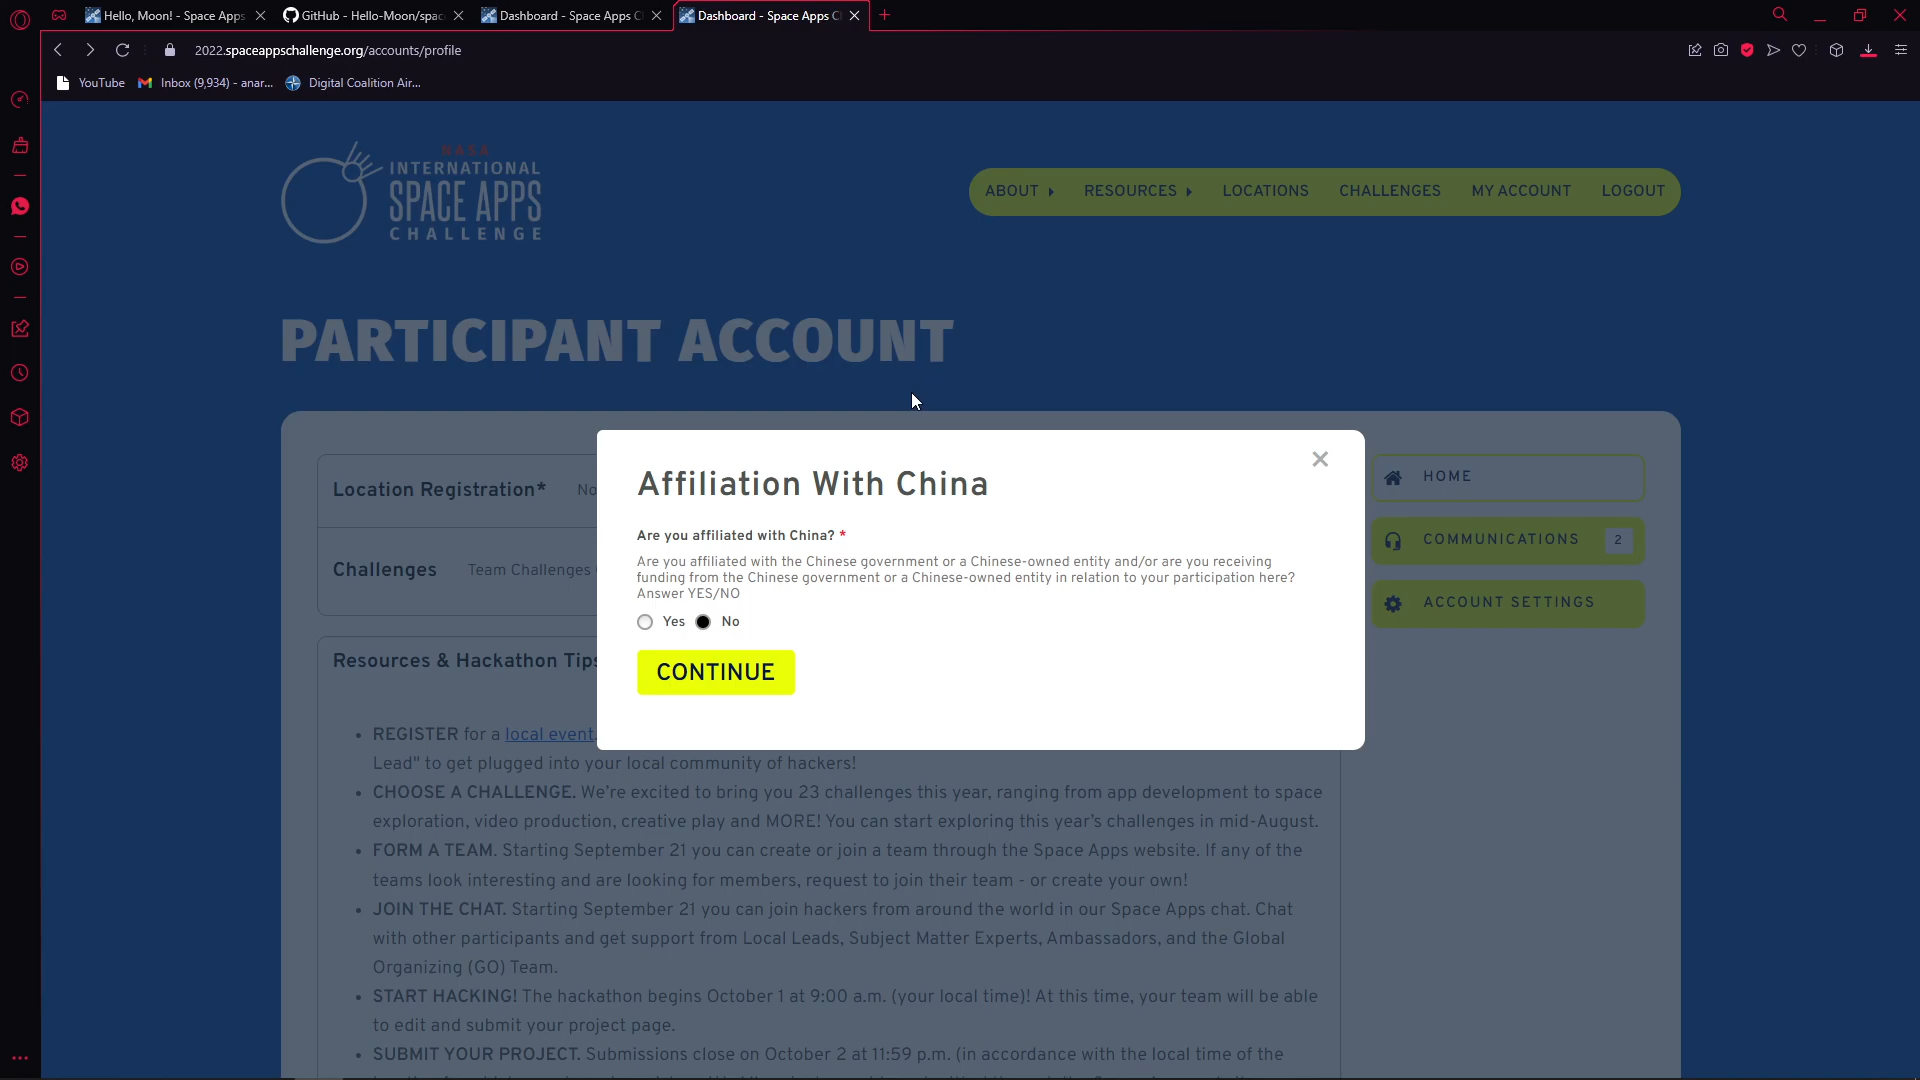 Hello, Moon! - Space Apps
GitHub - Hello-Moon/spac
Dashboard - Space Apps C
Dashboard - Space Apps C
2022.spaceappschallenge.org/accounts/profile
YouTube
Inbox (9,934) - anar...
Digital Coalition Air...
NASA
INTERNATIONAL
SPACE APPS
CHALLENGE
ABOUT
RESOURCES
LOCATIONS
CHALLENGES
MY ACCOUNT
LOGOUT
PARTICIPANT ACCOUNT
Location Registration*
No
Challenges
Team Challenges
Affiliation With China
Are you affiliated with China? *
Are you affiliated with the Chinese government or a Chinese-owned entity and/or are you receiving
funding from the Chinese government or a Chinese-owned entity in relation to your participation here?
Answer YES/NO
Yes
No
CONTINUE
HOME
COMMUNICATIONS 2
ACCOUNT SETTINGS
Resources & Hackathon Tips
• REGISTER for a local event.
Lead" to get plugged into your local community of hackers!
• CHOOSE A CHALLENGE. We're excited to bring you 23 challenges this year, ranging from app development to space
exploration, video production, creative play and MORE! You can start exploring this year's challenges in mid-August.
• FORM A TEAM. Starting September 21 you can create or join a team through the Space Apps website. If any of the
teams look interesting and are looking for members, request to join their team - or create your own!
• JOIN THE CHAT. Starting September 21 you can join hackers from around the world in our Space Apps chat. Chat
with other participants and get support from Local Leads, Subject Matter Experts, Ambassadors, and the Global
Organizing (GO) Team.
• START HACKING! The hackathon begins October 1 at 9:00 a.m. (your local time)! At this time, your team will be able
to edit and submit your project page.
• SUBMIT YOUR PROJECT. Submissions close on October 2 at 11:59 p.m. (in accordance with the local time of the